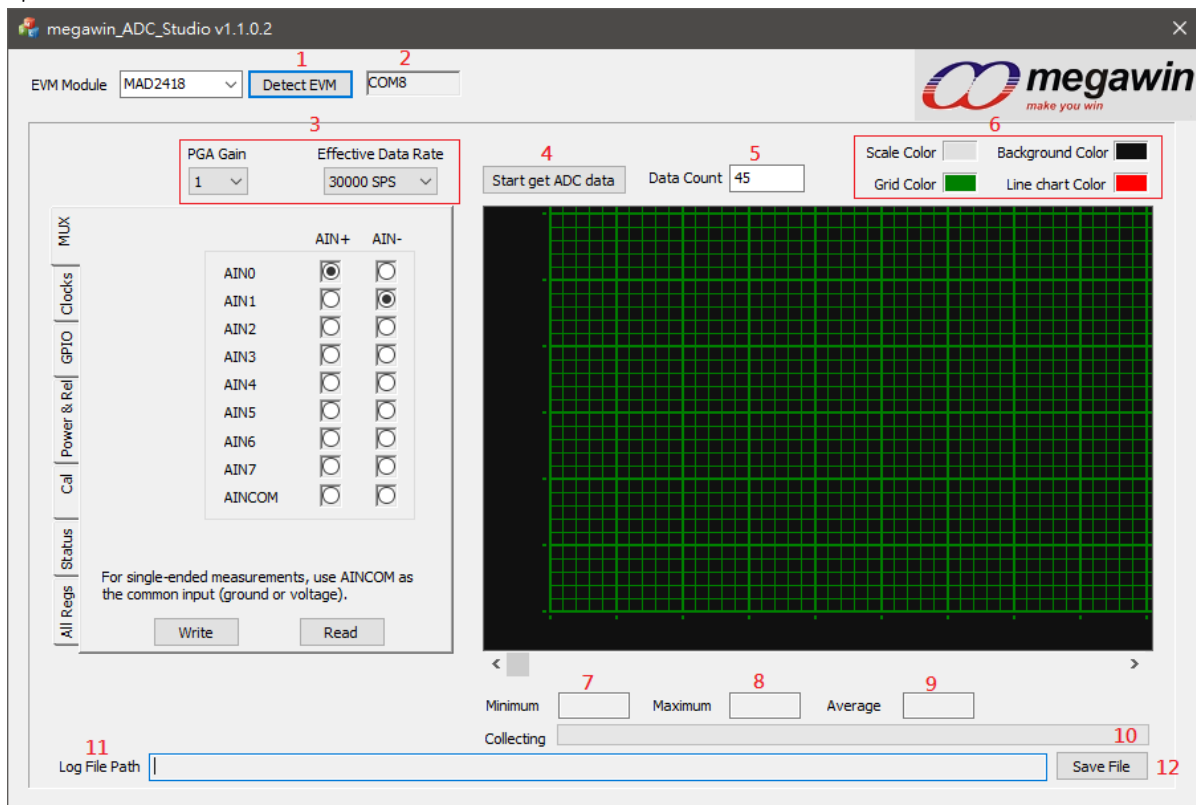 megawin_ADC_Studio v1.1.0.2
1
2
EVM Module MAD2418 Detect EVM COM8
megawin
make you win
3
PGA Gain Effective Data Rate
1 30000 SPS
4
Start get ADC data
5
Data Count 45
6
Scale Color Background Color
Grid Color Line chart Color
MUX
Clocks
GPIO
Power & Rel
Cal
Status
All Regs
AIN+ AIN-
AIN0
AIN1
AIN2
AIN3
AIN4
AIN5
AIN6
AIN7
AINCOM
For single-ended measurements, use AINCOM as
the common input (ground or voltage).
Write Read
7 8 9
Minimum Maximum Average
Collecting 10
11
Log File Path Save File 12